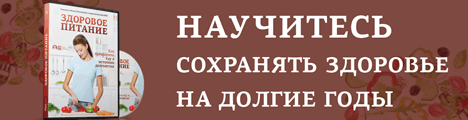 ЗДОРОВОЕ
ПИТАНИЕ
НАУЧИТЕСЬ
СОХРАНЯТЬ ЗДОРОВЬЕ
НА ДОЛГИЕ ГОДЫ